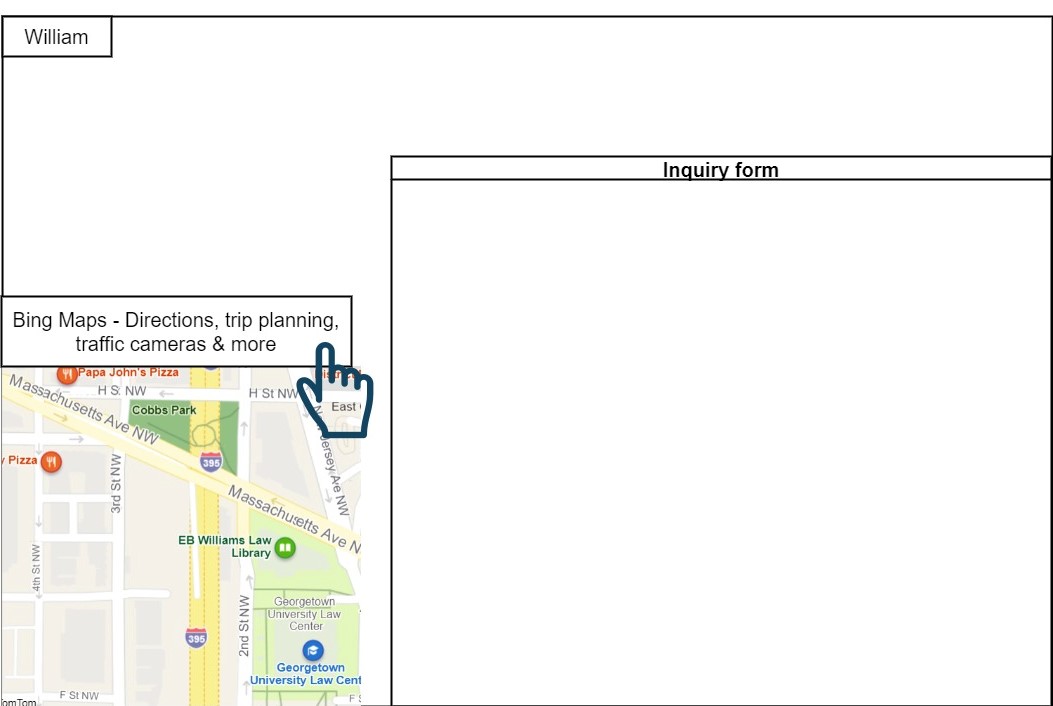 William
Inquiry form
Bing Maps - Directions, trip planning,
traffic cameras & more
Papa John's Pizza
Massachusetts Ave NW
H St NW
H St NW
Cobbs Park
East
Jersey Ave NW
Pizza
395
3rd St NW
Massachusetts Ave N
EB Williams Law
Library
4th St NW
2nd St NW
Georgetown
University Law
Center
395
Georgetown
University Law Cent
F St NW
F S
omTom